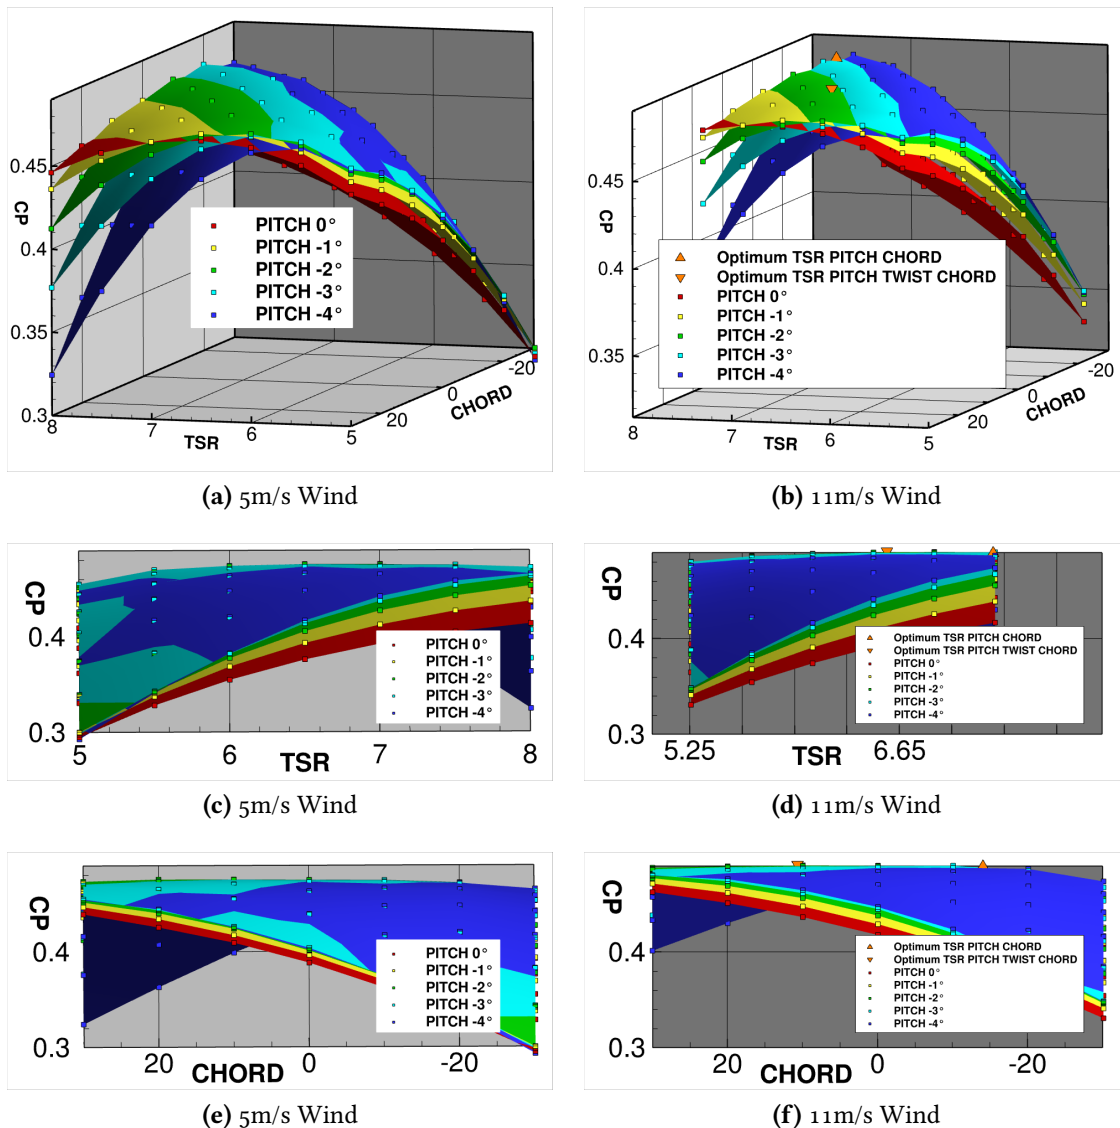 0.45
CP
0.4
0.35
0.3
8
7
TSR
6
5
20
0
CHORD
-20
PITCH 0°
PITCH -1°
PITCH -2°
PITCH -3°
PITCH -4°
(a) 5m/s Wind
0.45
CP
0.4
0.35
8
7
TSR
6
5
20
0
CHORD
-20
Optimum TSR PITCH CHORD
Optimum TSR PITCH TWIST CHORD
PITCH 0°
PITCH -1°
PITCH -2°
PITCH -3°
PITCH -4°
(b) 11m/s Wind
CP
0.4
0.3
5
6
TSR
7
8
PITCH 0°
PITCH -1°
PITCH -2°
PITCH -3°
PITCH -4°
(c) 5m/s Wind
CP
0.4
0.3
5.25
TSR
6.65
Optimum TSR PITCH CHORD
Optimum TSR PITCH TWIST CHORD
PITCH 0°
PITCH -1°
PITCH -2°
PITCH -3°
PITCH -4°
(d) 11m/s Wind
CP
0.4
0.3
20
CHORD
0
-20
PITCH 0°
PITCH -1°
PITCH -2°
PITCH -3°
PITCH -4°
(e) 5m/s Wind
CP
0.4
0.3
20
CHORD
0
-20
Optimum TSR PITCH CHORD
Optimum TSR PITCH TWIST CHORD
PITCH 0°
PITCH -1°
PITCH -2°
PITCH -3°
PITCH -4°
(f) 11m/s Wind